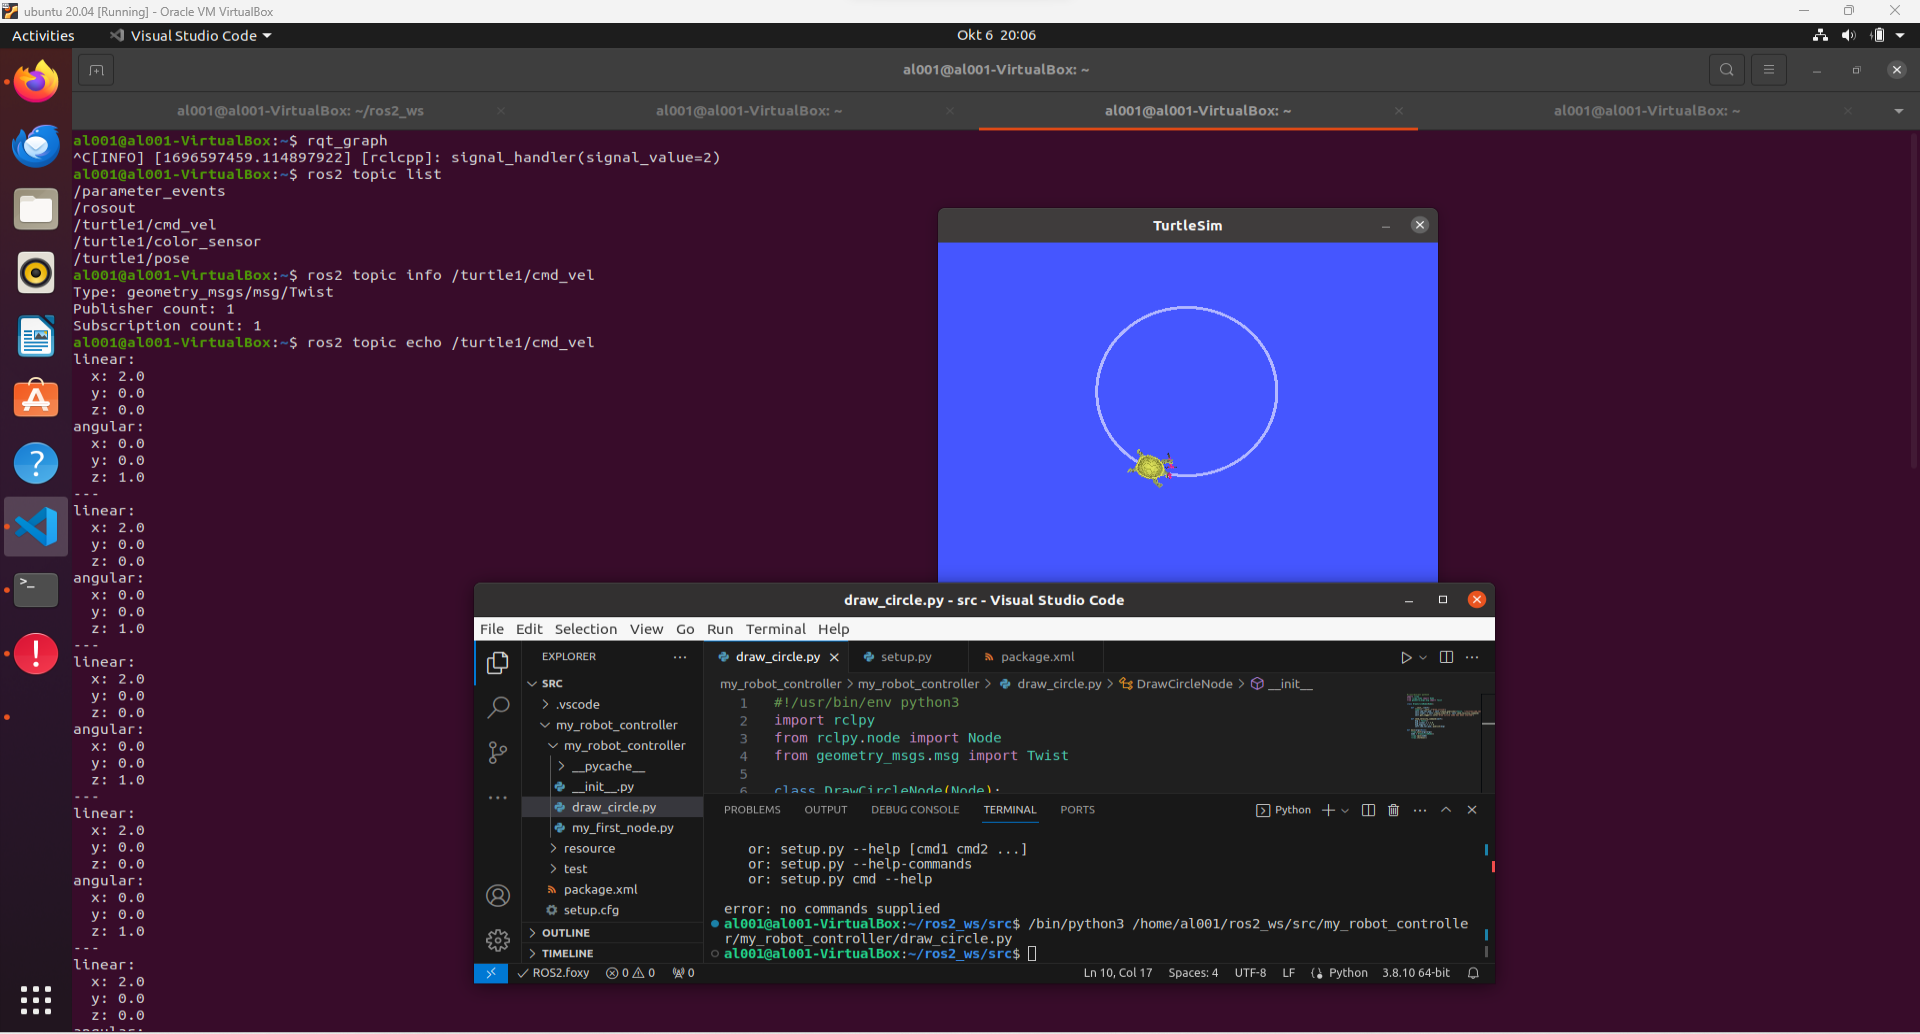 ubuntu 20.04 [Running] - Oracle VM VirtualBox
Activities
Visual Studio Code
Okt 6 20:06
al001@al001-VirtualBox: ~
al001@al001-VirtualBox: ~/ros2_ws
al001@al001-VirtualBox: ~
al001@al001-VirtualBox: ~
al001@al001-VirtualBox: ~
al001@al001-VirtualBox:~$ rqt_graph
^C[INFO] [1696597459.114897922] [rclcpp]: signal_handler(signal_value=2)
al001@al001-VirtualBox:~$ ros2 topic list
/parameter_events
/rosout
/turtle1/cmd_vel
/turtle1/color_sensor
/turtle1/pose
al001@al001-VirtualBox:~$ ros2 topic info /turtle1/cmd_vel
Type: geometry_msgs/msg/Twist
Publisher count: 1
Subscription count: 1
al001@al001-VirtualBox:~$ ros2 topic echo /turtle1/cmd_vel
linear:
x: 2.0
y: 0.0
z: 0.0
angular:
x: 0.0
y: 0.0
z: 1.0
---
linear:
x: 2.0
y: 0.0
z: 0.0
angular:
x: 0.0
y: 0.0
z: 1.0
---
linear:
x: 2.0
y: 0.0
z: 0.0
angular:
x: 0.0
y: 0.0
z: 1.0
---
linear:
x: 2.0
y: 0.0
z: 0.0
angular:
x: 0.0
y: 0.0
z: 1.0
---
linear:
x: 2.0
y: 0.0
z: 0.0
angular:
TurtleSim
draw_circle.py - src - Visual Studio Code
File Edit Selection View Go Run Terminal Help
EXPLORER
SRC
.vscode
my_robot_controller
my_robot_controller
__pycache__
__init__.py
draw_circle.py
my_first_node.py
resource
test
package.xml
setup.cfg
OUTLINE
TIMELINE
draw_circle.py
setup.py
package.xml
my_robot_controller > my_robot_controller > draw_circle.py > DrawCircleNode > __init__
1 #!/usr/bin/env python3
2 import rclpy
3 from rclpy.node import Node
4 from geometry_msgs.msg import Twist
5
6 class DrawCircleNode(Node):
PROBLEMS OUTPUT DEBUG CONSOLE TERMINAL PORTS
Python
or: setup.py --help [cmd1 cmd2 ...]
or: setup.py --help-commands
or: setup.py cmd --help
error: no commands supplied
al001@al001-VirtualBox:~/ros2_ws/src$ /bin/python3 /home/al001/ros2_ws/src/my_robot_controlle
r/my_robot_controller/draw_circle.py
al001@al001-VirtualBox:~/ros2_ws/src$
ROS2.foxy 0 0 0
Ln 10, Col 17 Spaces: 4 UTF-8 LF Python 3.8.10 64-bit